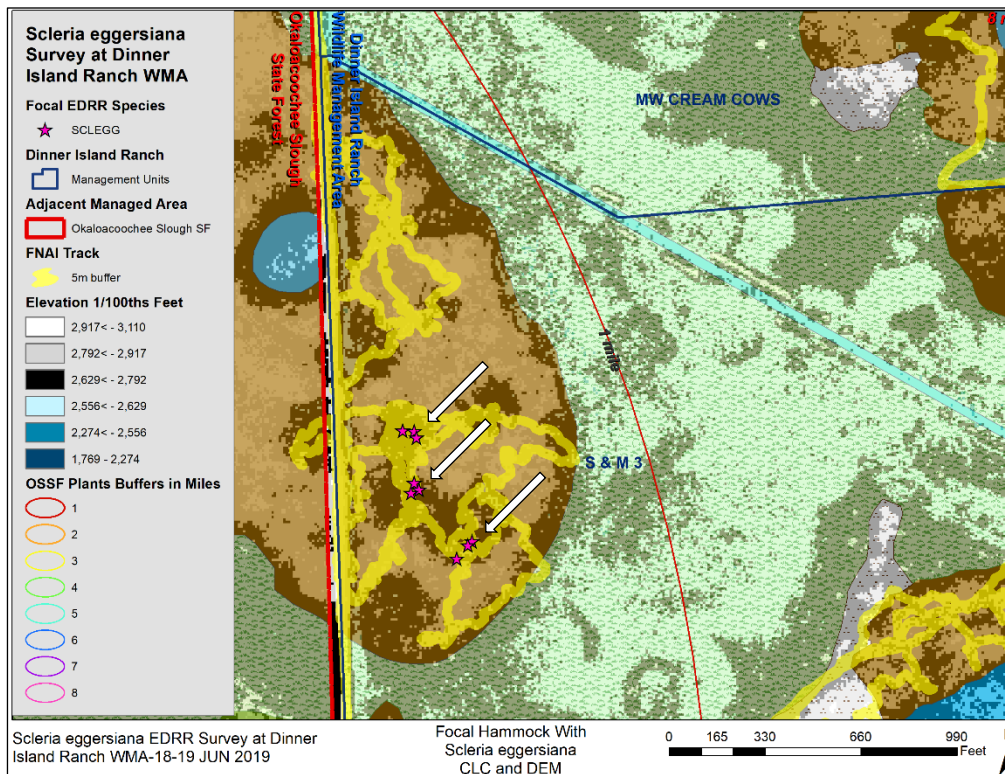 Scleria eggersiana
Survey at Dinner
Island Ranch WMA
Focal EDRR Species
SCLEGG
Dinner Island Ranch
Management Units
Adjacent Managed Area
Okaloacoochee Slough SF
FNAI Track
5m buffer
Elevation 1/100ths Feet
2,917< - 3,110
2,792< - 2,917
2,629< - 2,792
2,556< - 2,629
2,274< - 2,556
1,769 - 2,274
OSSF Plants Buffers in Miles
1
2
3
4
5
6
7
8
Okaloacoochee Slough
State Forest
Dinner Island Ranch
Wildlife Management Area
MW CREAM COWS
1 mile
S & M 3
Scleria eggersiana EDRR Survey at Dinner
Island Ranch WMA-18-19 JUN 2019
Focal Hammock With
Scleria eggersiana
CLC and DEM
0 165 330 660 990
Feet